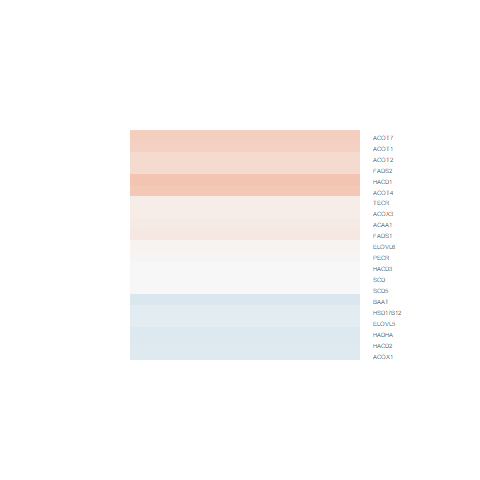 ACOT7
ACOT1
ACOT2
FADS2
HACD1
ACOT4
TECR
ACOX3
ACAA1
FADS1
ELOVL6
PECR
HACD3
SCD
SCD5
BAAT
HSD17B12
ELOVL5
HADHA
HACD2
ACOX1